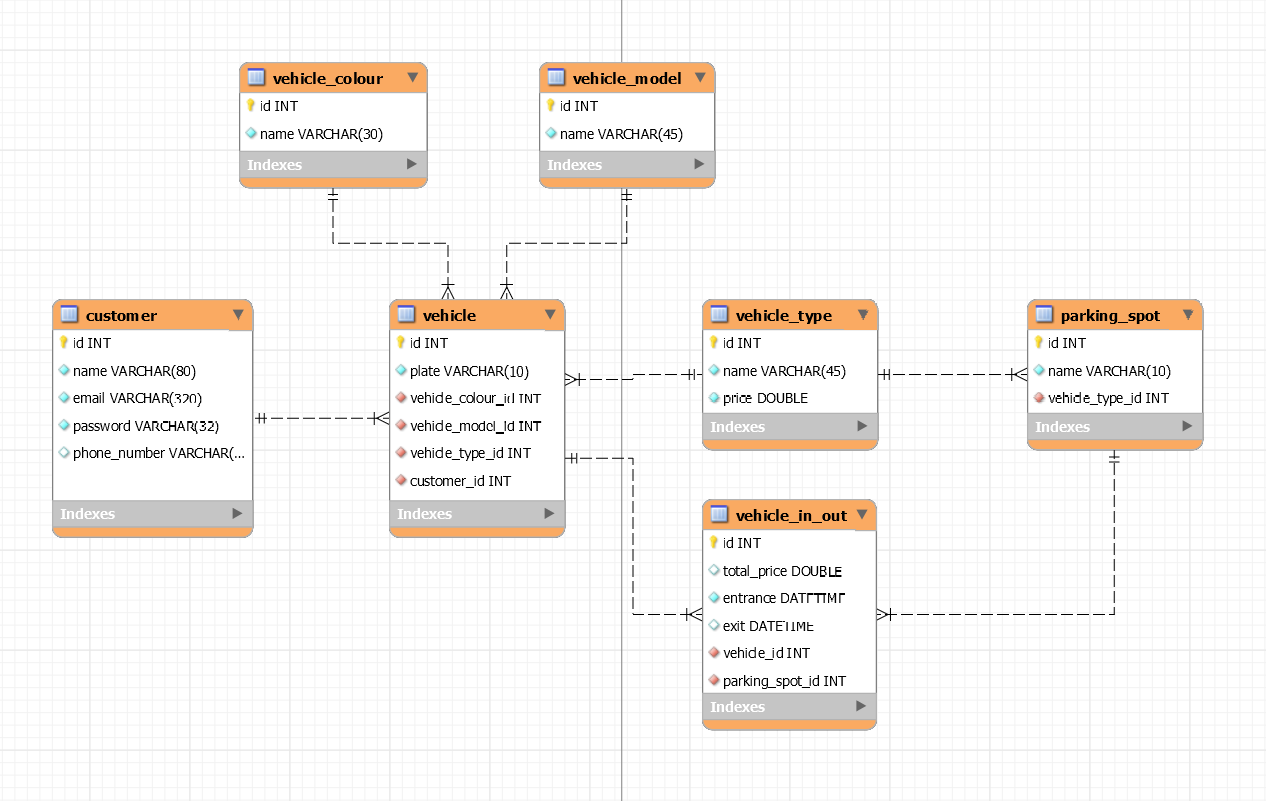 vehicle_colour
id INT
name VARCHAR(30)
Indexes
vehicle_model
id INT
name VARCHAR(45)
Indexes
customer
id INT
name VARCHAR(80)
email VARCHAR(320)
password VARCHAR(32)
phone_number VARCHAR(...
Indexes
vehicle
id INT
plate VARCHAR(10)
vehicle_colour_id INT
vehicle_model_id INT
vehicle_type_id INT
customer_id INT
Indexes
vehicle_type
id INT
name VARCHAR(45)
price DOUBLE
Indexes
parking_spot
id INT
name VARCHAR(10)
vehicle_type_id INT
Indexes
vehicle_in_out
id INT
total_price DOUBLE
entrance DATETIME
exit DATETIME
vehicle_id INT
parking_spot_id INT
Indexes